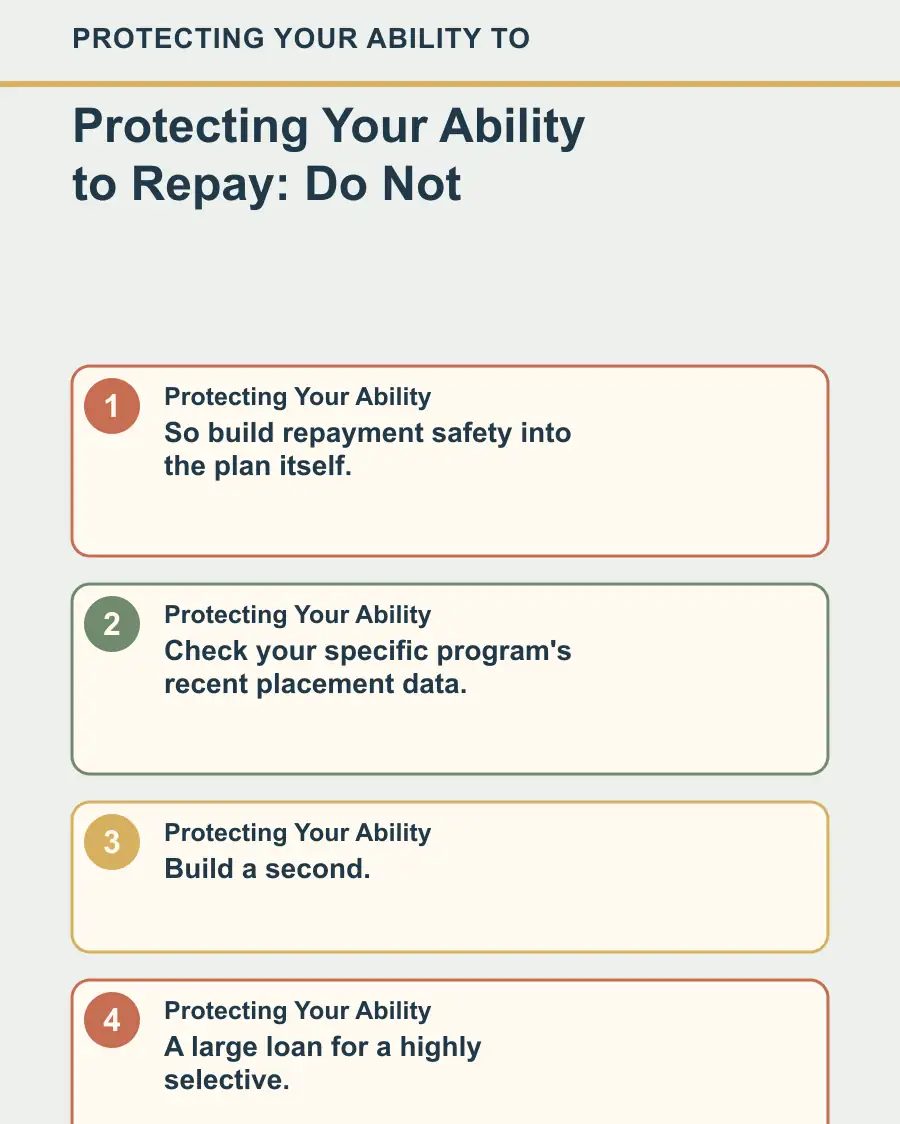 PROTECTING YOUR ABILITY TO
Protecting Your Ability
to Repay: Do Not
1
Protecting Your Ability
So build repayment safety into
the plan itself.
2
Protecting Your Ability
Check your specific program's
recent placement data.
3
Protecting Your Ability
Build a second.
4
Protecting Your Ability
A large loan for a highly
selective.